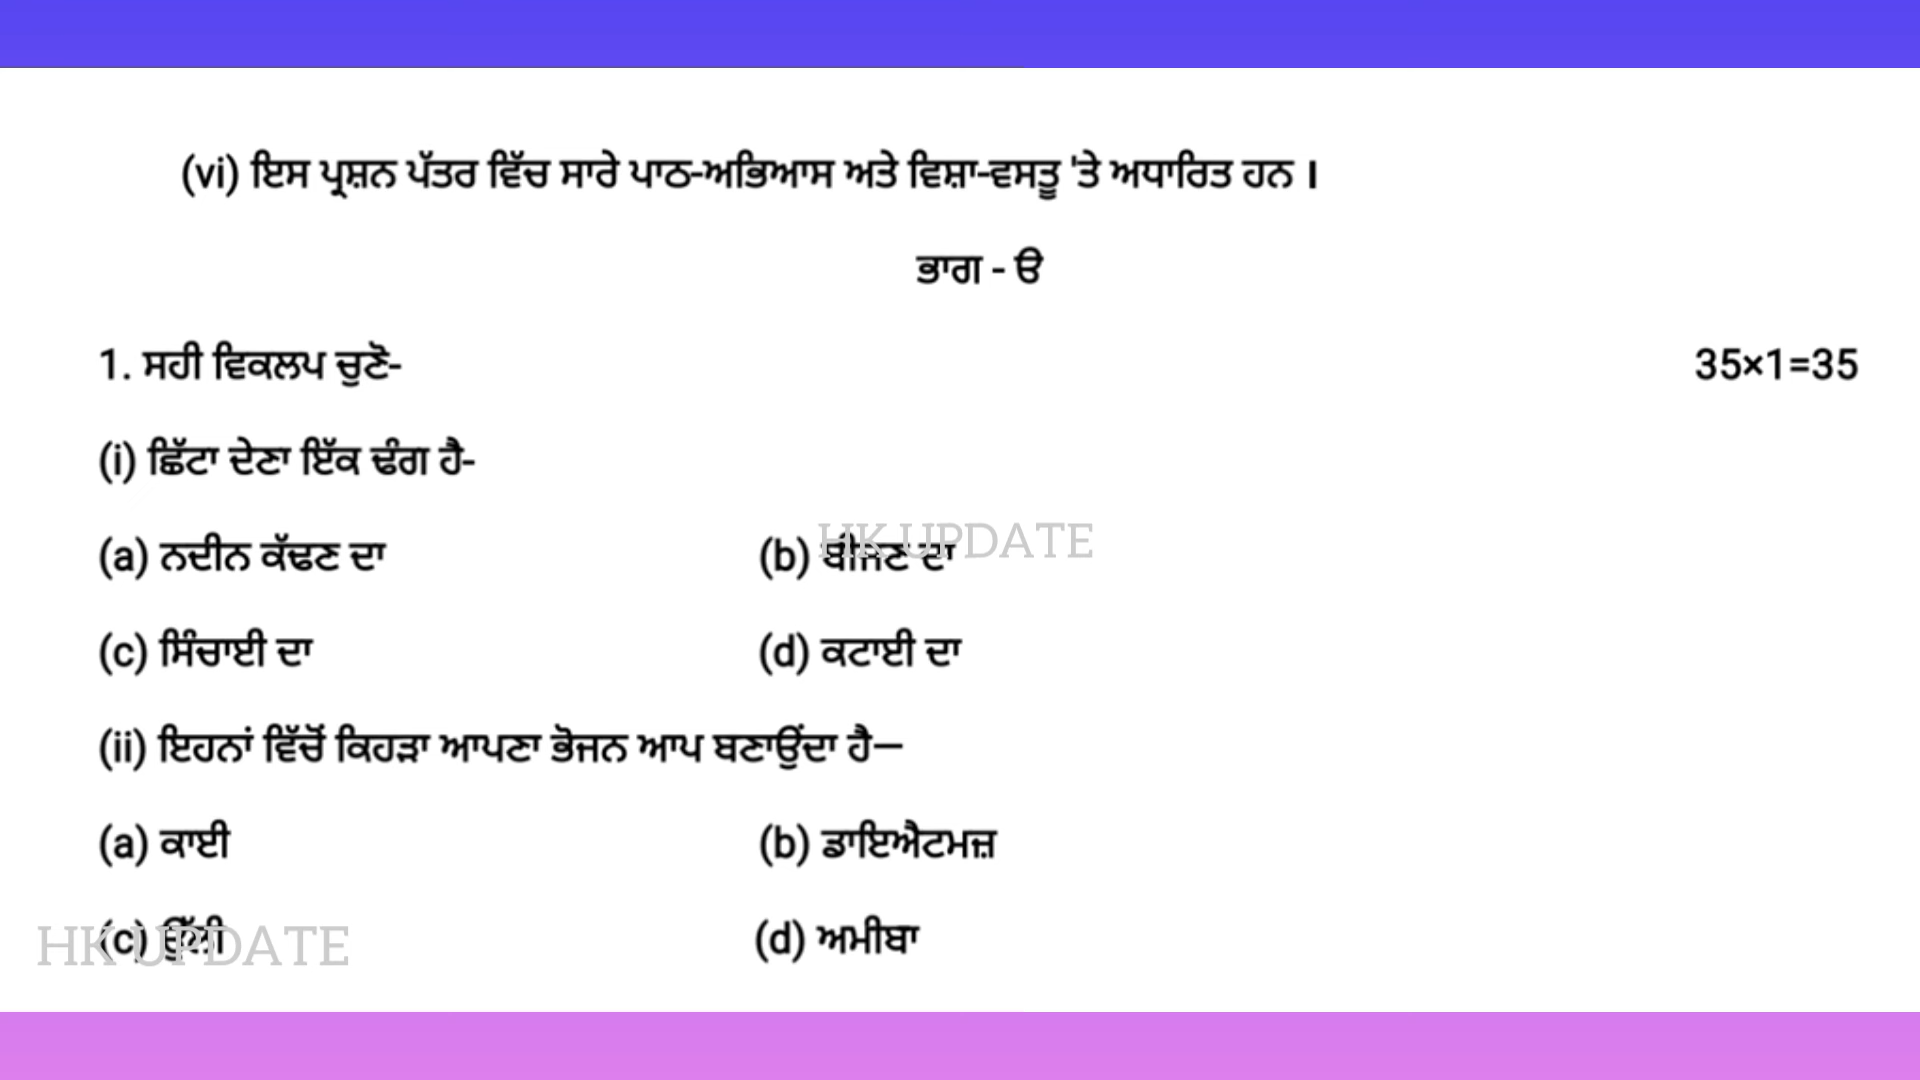 (vi) ਇਸ ਪ੍ਰਸ਼ਨ ਪੱਤਰ ਵਿੱਚ ਸਾਰੇ ਪਾਠ-ਅਭਿਆਸ ਅਤੇ ਵਿਸ਼ਾ-ਵਸਤੂ 'ਤੇ ਅਧਾਰਿਤ ਹਨ ।
ਭਾਗ - ੳ
1. ਸਹੀ ਵਿਕਲਪ ਚੁਣੋ- 35×1=35
(i) ਛਿੱਟਾ ਦੇਣਾ ਇੱਕ ਢੰਗ ਹੈ-
HK UPDATE
(a) ਨਦੀਨ ਕੱਢਣ ਦਾ (b) ਬੀਜਣ ਦਾ
(c) ਸਿੰਚਾਈ ਦਾ (d) ਕਟਾਈ ਦਾ
(ii) ਇਹਨਾਂ ਵਿੱਚੋਂ ਕਿਹੜਾ ਆਪਣਾ ਭੋਜਨ ਆਪ ਬਣਾਉਂਦਾ ਹੈ—
(a) ਕਾਈ (b) ਡਾਇਐਟਮਜ਼
(c) ਉੱਲੀ (d) ਅਮੀਬਾ
HK UPDATE